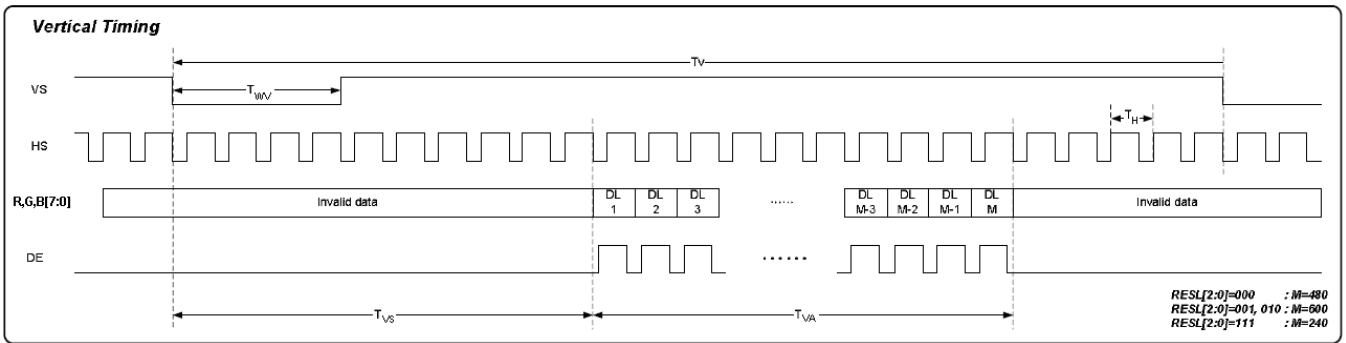 Vertical Timing
Tv
VS
TWV
TH
HS
R,G,B[7:0]
Invalid data
DL 1
DL 2
DL 3
......
DL M-3
DL M-2
DL M-1
DL M
Invalid data
DE
......
TVS
TVA
RESL[2:0]=000 : M=480
RESL[2:0]=001, 010 : M=600
RESL[2:0]=111 : M=240